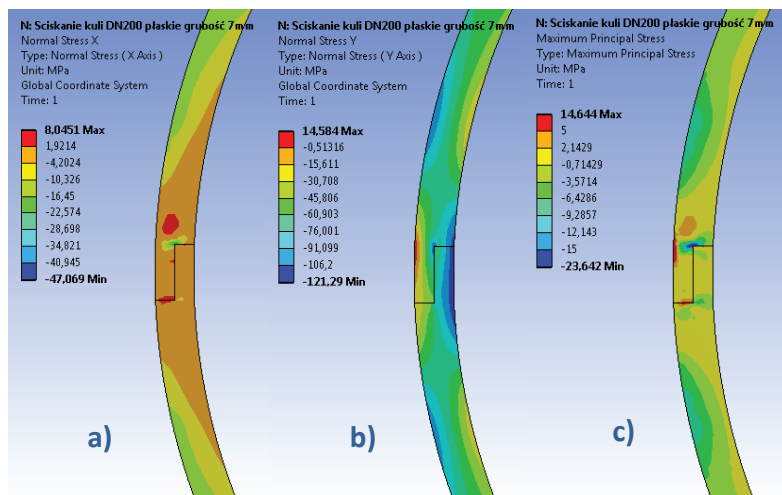 N: Sciskanie kuli DN200 płaskie grubość 7mm
Normal Stress X
Type: Normal Stress ( X Axis )
Unit: MPa
Global Coordinate System
Time: 1
8,0451 Max
1,9214
-4,2024
-10,326
-16,45
-22,574
-28,698
-34,821
-40,945
-47,069 Min
a)
N: Sciskanie kuli DN200 płaskie grubość 7mm
Normal Stress Y
Type: Normal Stress ( Y Axis )
Unit: MPa
Global Coordinate System
Time: 1
14,584 Max
-0,51316
-15,611
-30,708
-45,806
-60,903
-76,001
-91,099
-106,2
-121,29 Min
b)
N: Sciskanie kuli DN200 płaskie grubość 7mm
Maximum Principal Stress
Type: Maximum Principal Stress
Unit: MPa
Time: 1
14,644 Max
5
2,1429
-0,71429
-3,5714
-6,4286
-9,2857
-12,143
-15
-23,642 Min
c)